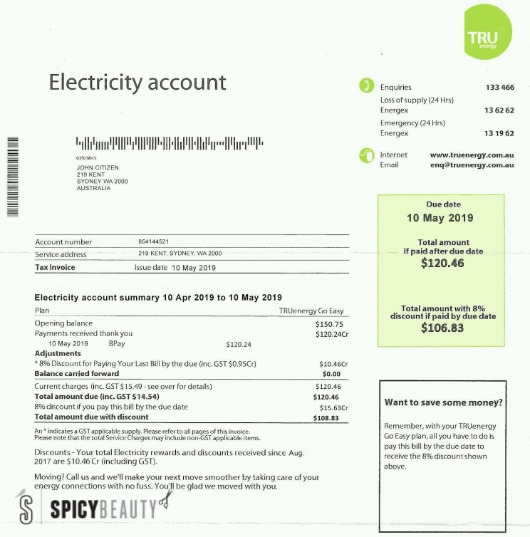 TRU
energy
Electricity account
Enquiries 133 466
Loss of supply (24 Hrs)
Energex 13 62 62
Emergency (24 Hrs)
Energex 13 19 62
Internet www.truenergy.com.au
Email enq@truenergy.com.au
JOHN CITIZEN
219 KENT
SYDNEY WA 2000
AUSTRALIA
Due date
10 May 2019
Total amount
if paid after due date
$120.46
Total amount with 8%
discount if paid by due date
$106.83
Account number 854144521
Service address 219 KENT, SYDNEY, WA, 2000
Tax Invoice Issue date 10 May 2019
Electricity account summary 10 Apr 2019 to 10 May 2019
Plan TRUenergy Go Easy
Opening balance $150.75
Payments received thank you $120.24Cr
10 May 2019 BPay $120.24
Adjustments
* 8% Discount for Paying Your Last Bill by the due (inc. GST $0.95Cr) $10.46Cr
Balance carried forward $0.00
Current charges (inc. GST $15.49 - see over for details) $120.46
Total amount due (inc. GST $14.54) $120.46
8% discount if you pay this bill by the due date $15.63Cr
Total amount due with discount $108.83
An * indicates a GST applicable supply. Please refer to all pages of this invoice.
Please note that the total Service Charges may include non-GST applicable items.
Discounts - Your total Electricity rewards and discounts received since Aug.
2017 are $10.46 Cr (including GST).
Moving? Call us and we'll make your next move smoother by taking care of your
energy connections with no fuss. You'll be glad we moved with you.
Want to save some money?
Remember, with your TRUenergy
Go Easy plan, all you have to do is
pay this bill by the due date to
receive the 8% discount shown
above.
SPICYBEAUTY